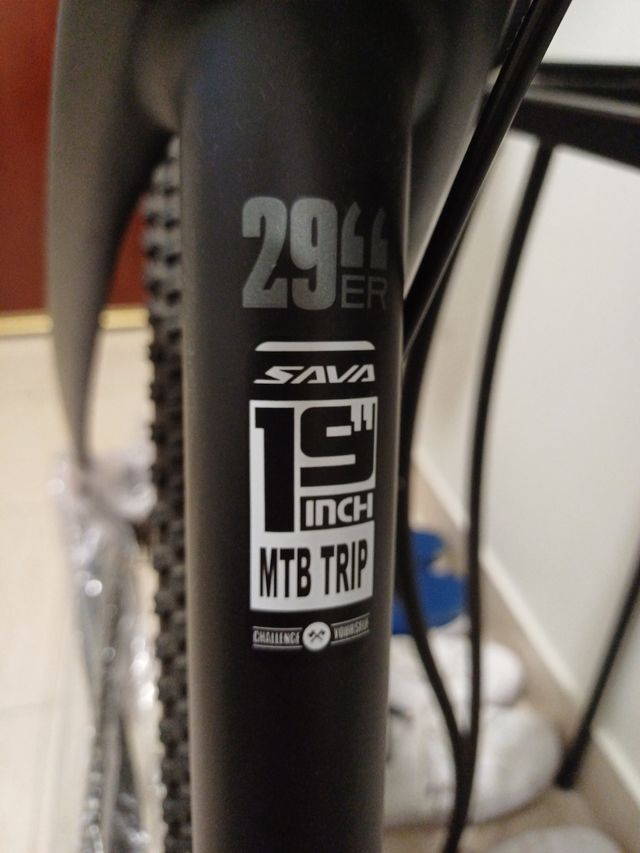 29“
ER
SAVA
19"
INCH
MTB TRIP
CHALLENGE YOURSELF